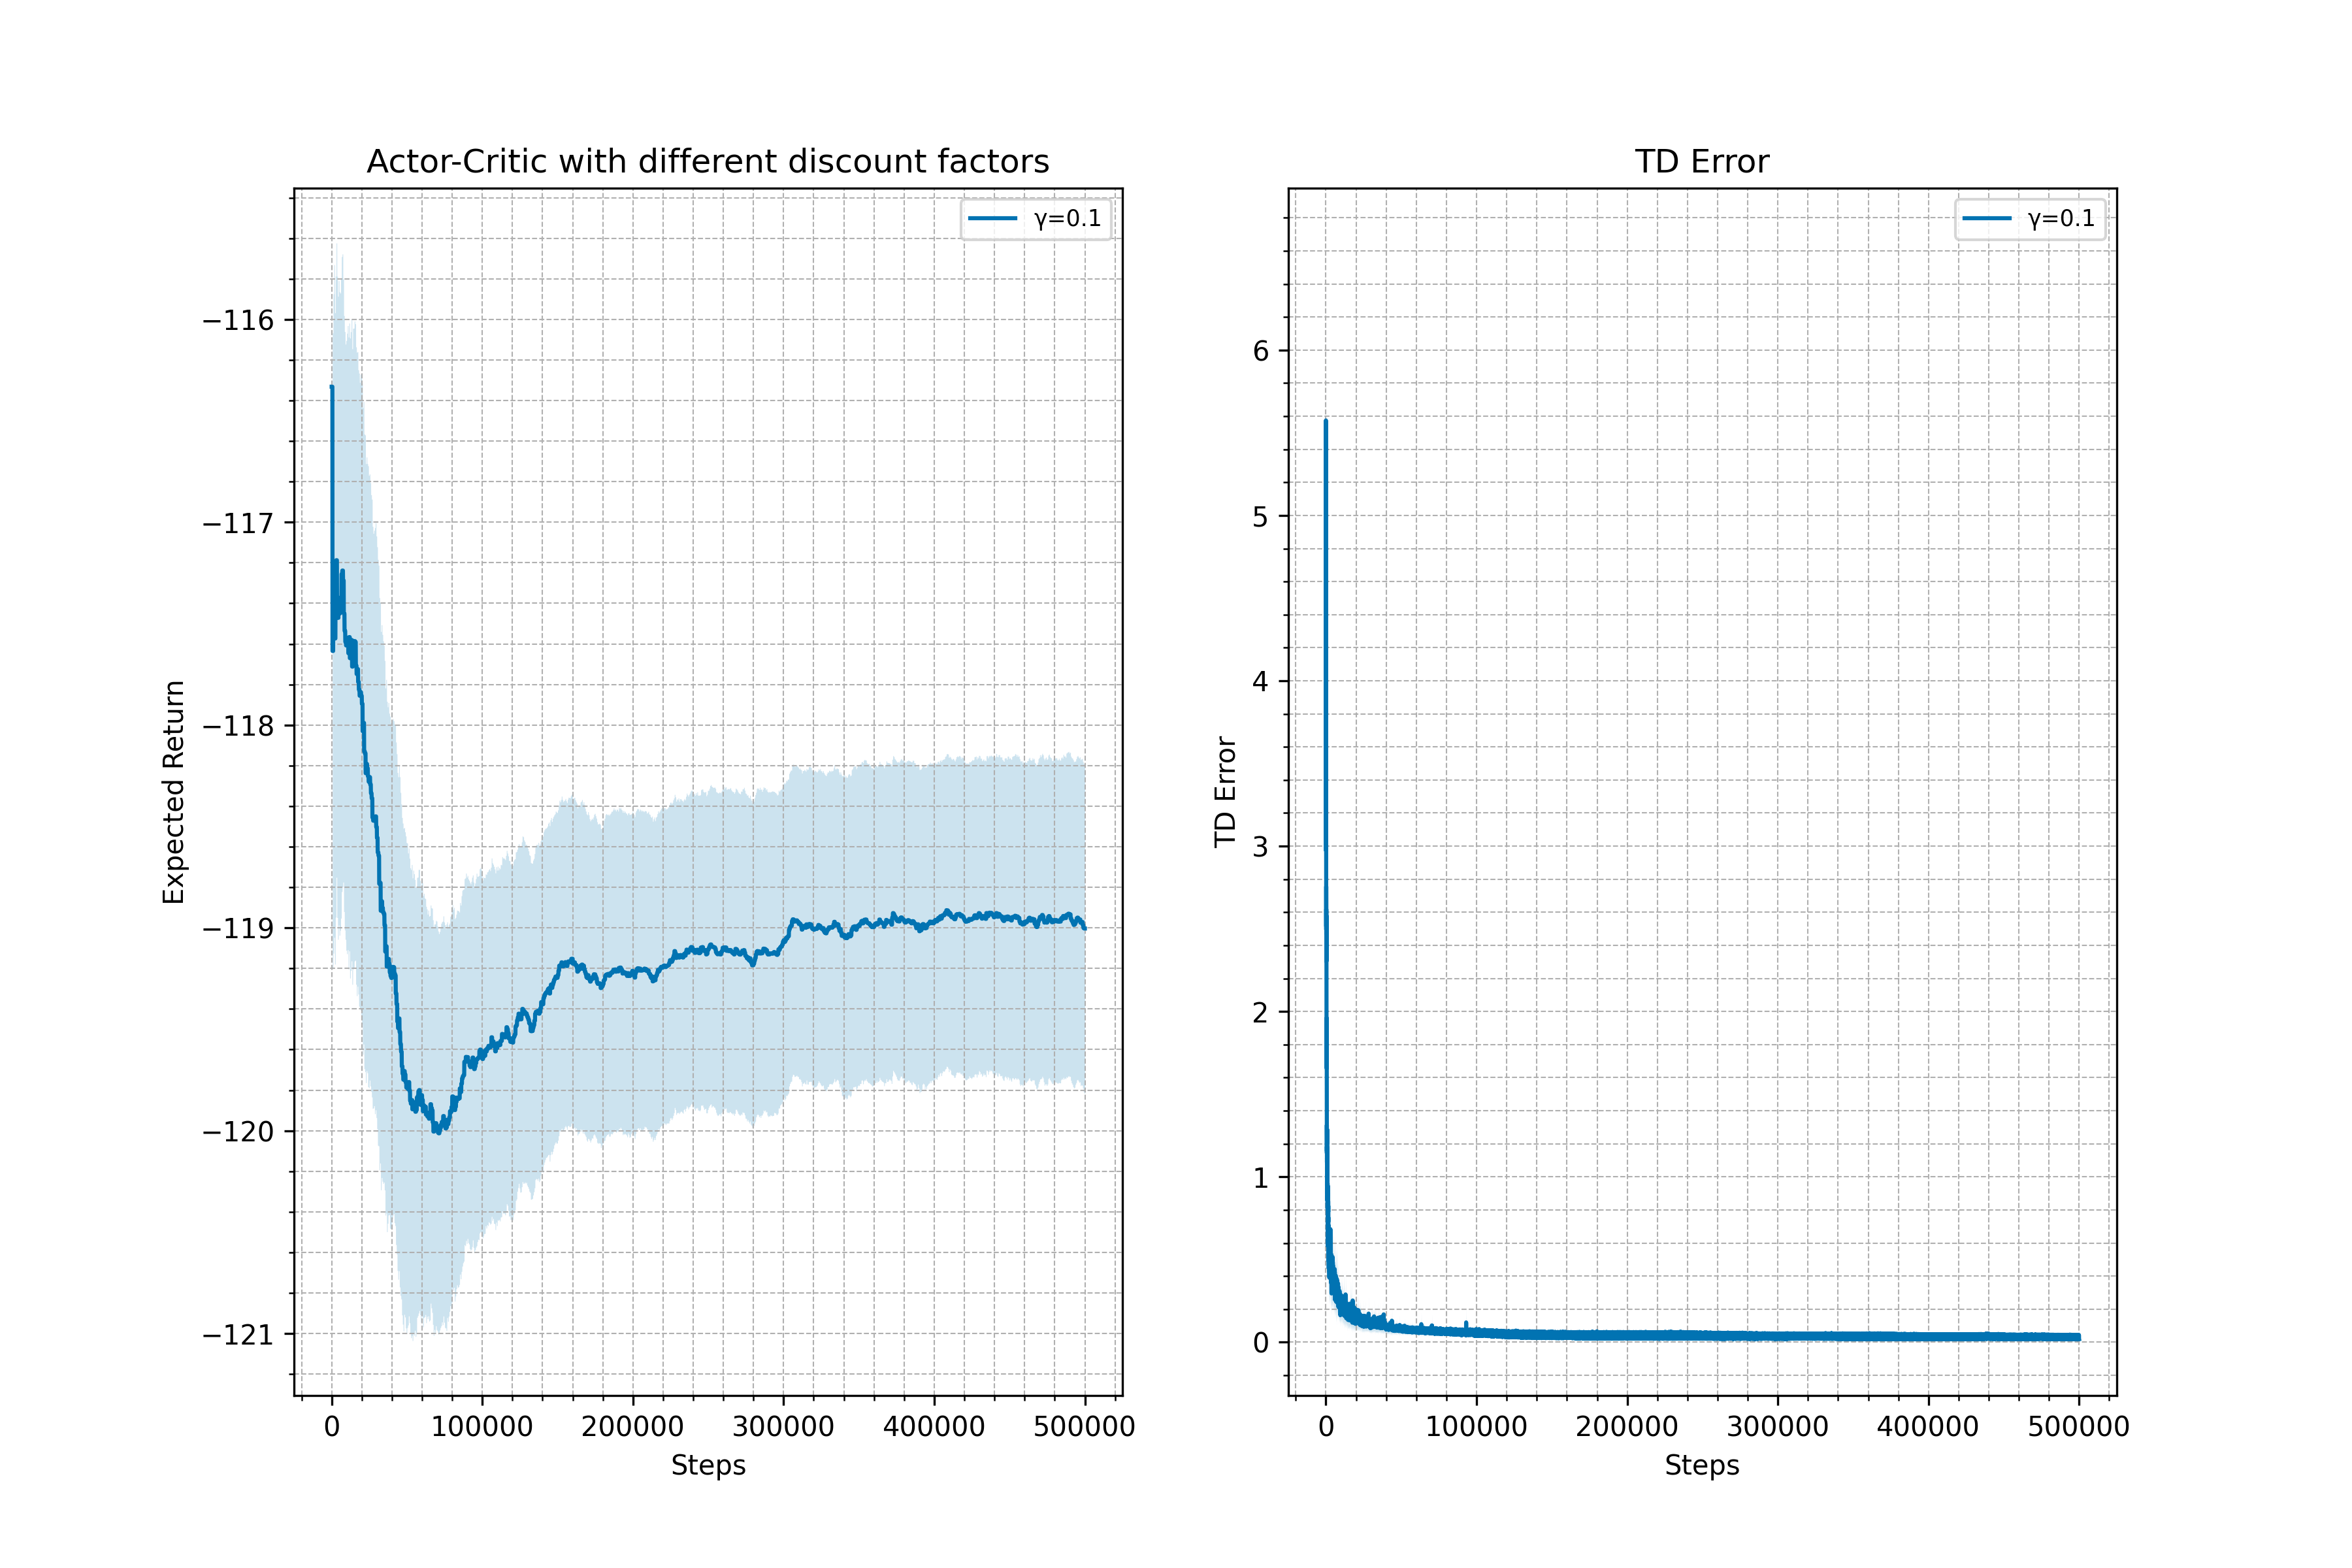 Actor-Critic with different discount factors
γ=0.1
−116
−117
−118
−119
−120
−121
Expected Return
0 100000 200000 300000 400000 500000
Steps
TD Error
γ=0.1
6
5
4
3
2
1
0
TD Error
0 100000 200000 300000 400000 500000
Steps